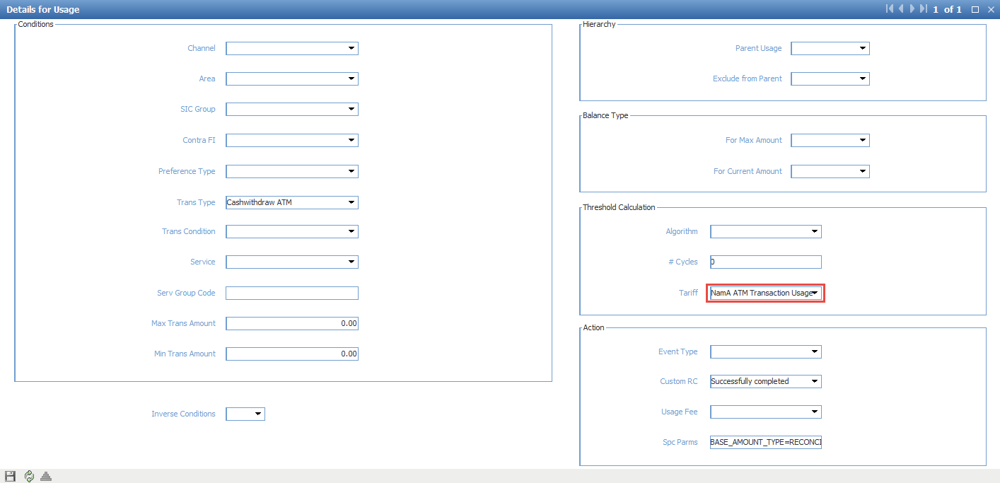 Details for Usage
1 of 1
Conditions
Channel
Area
SIC Group
Contra FI
Preference Type
Trans Type Cashwithdraw ATM
Trans Condition
Service
Serv Group Code
Max Trans Amount 0.00
Min Trans Amount 0.00
Inverse Conditions
Hierarchy
Parent Usage
Exclude from Parent
Balance Type
For Max Amount
For Current Amount
Threshold Calculation
Algorithm
# Cycles 0
Tariff NamA ATM Transaction Usage
Action
Event Type
Custom RC Successfully completed
Usage Fee
Spc Parms BASE_AMOUNT_TYPE=RECONCI